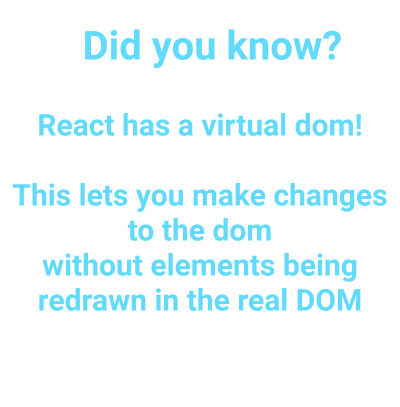 Did you know?
React has a virtual dom!
This lets you make changes
to the dom
without elements being
redrawn in the real DOM